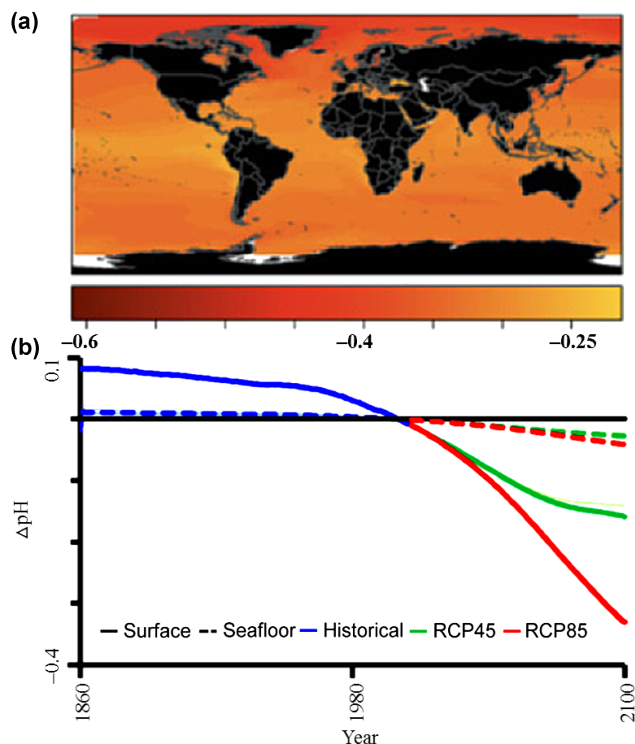 (a)
−0.6
−0.4
−0.25
(b)
0.1
ΔpH
−0.4
Surface Seafloor Historical RCP45 RCP85
1860
1980
2100
Year